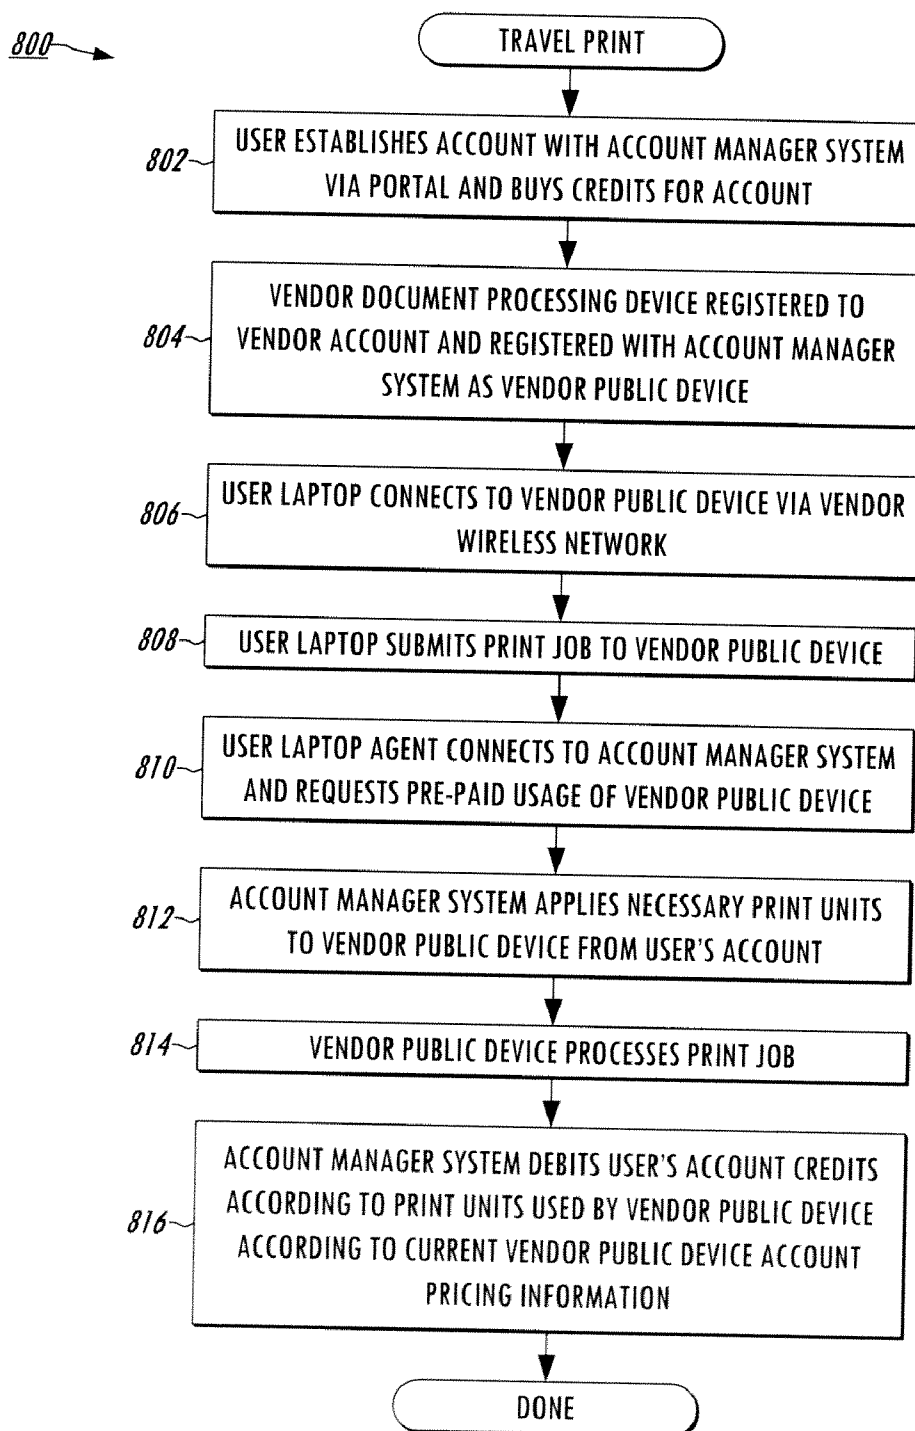 800
TRAVEL PRINT
802
USER ESTABLISHES ACCOUNT WITH ACCOUNT MANAGER SYSTEM
VIA PORTAL AND BUYS CREDITS FOR ACCOUNT
804
VENDOR DOCUMENT PROCESSING DEVICE REGISTERED TO
VENDOR ACCOUNT AND REGISTERED WITH ACCOUNT MANAGER
SYSTEM AS VENDOR PUBLIC DEVICE
806
USER LAPTOP CONNECTS TO VENDOR PUBLIC DEVICE VIA VENDOR
WIRELESS NETWORK
808
USER LAPTOP SUBMITS PRINT JOB TO VENDOR PUBLIC DEVICE
810
USER LAPTOP AGENT CONNECTS TO ACCOUNT MANAGER SYSTEM
AND REQUESTS PRE-PAID USAGE OF VENDOR PUBLIC DEVICE
812
ACCOUNT MANAGER SYSTEM APPLIES NECESSARY PRINT UNITS
TO VENDOR PUBLIC DEVICE FROM USER'S ACCOUNT
814
VENDOR PUBLIC DEVICE PROCESSES PRINT JOB
816
ACCOUNT MANAGER SYSTEM DEBITS USER'S ACCOUNT CREDITS
ACCORDING TO PRINT UNITS USED BY VENDOR PUBLIC DEVICE
ACCORDING TO CURRENT VENDOR PUBLIC DEVICE ACCOUNT
PRICING INFORMATION
DONE